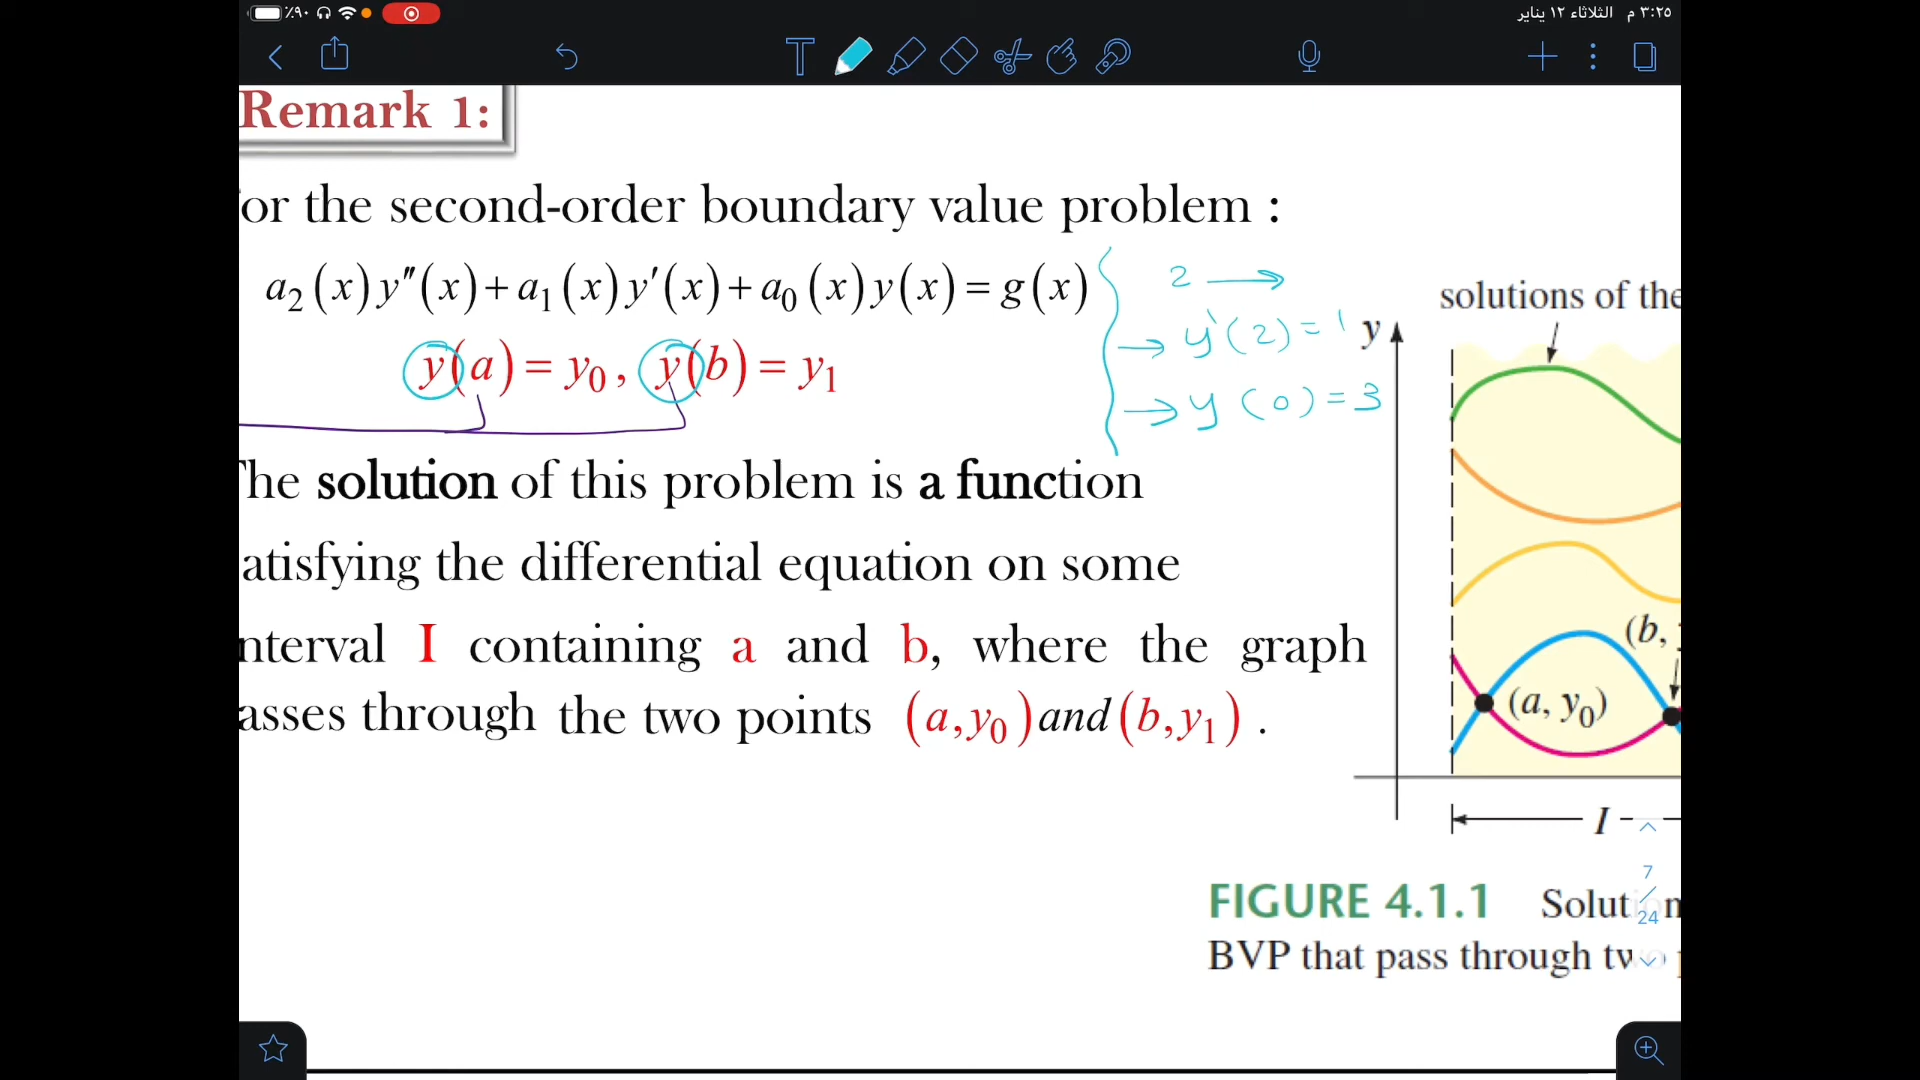 ٣:٢٥ م الثلاثاء ١٢ يناير
٪٩٠
Remark 1:
or the second-order boundary value problem :
a₂(x)y″(x)+a₁(x)y′(x)+a₀(x)y(x)=g(x)
y(a)=y₀, y(b)=y₁
2 →
→ y'(2)=1
→ y(0)=3
he solution of this problem is a function
atisfying the differential equation on some
nterval I containing a and b, where the graph
asses through the two points (a,y₀)and(b,y₁).
solutions of the
y
(b,
(a, y₀)
I
FIGURE 4.1.1 Solut
BVP that pass through tw
7
24